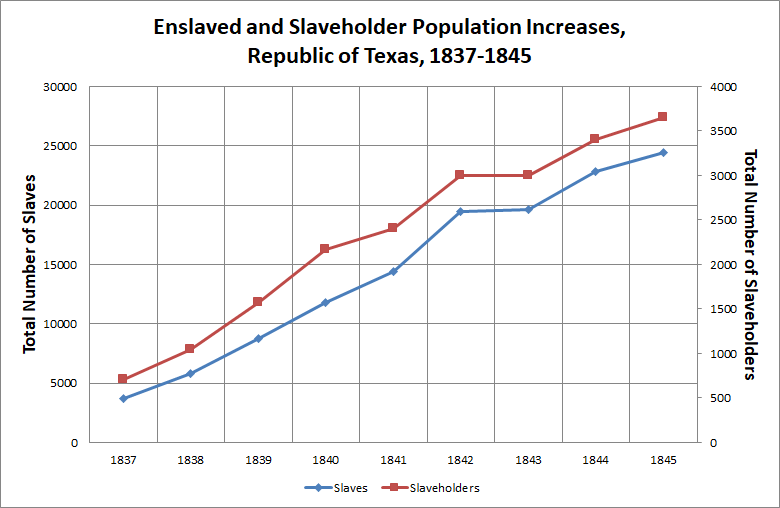 Enslaved and Slaveholder Population Increases,
Republic of Texas, 1837-1845
Total Number of Slaves
30000
25000
20000
15000
10000
5000
0
4000
3500
3000
2500
2000
1500
1000
500
0
Total Number of Slaveholders
1837 1838 1839 1840 1841 1842 1843 1844 1845
Slaves Slaveholders